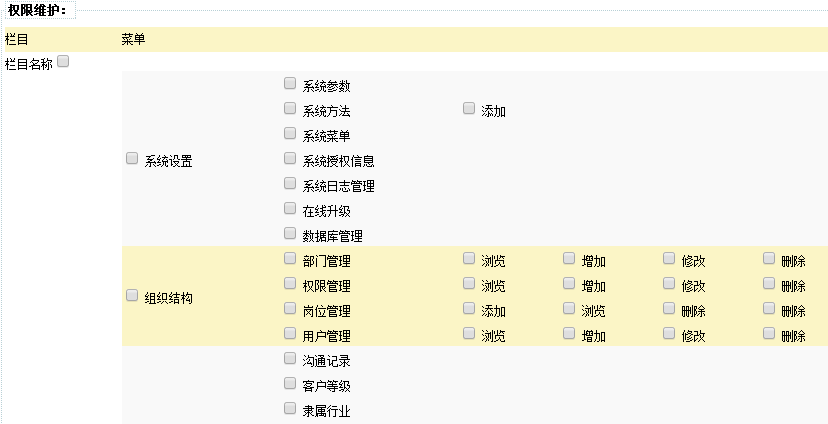 权限维护：
栏目 菜单
栏目名称
系统参数
系统方法 添加
系统菜单
系统设置 系统授权信息
系统日志管理
在线升级
数据库管理
部门管理 浏览 增加 修改 删除
权限管理 浏览 增加 修改 删除
组织结构
岗位管理 添加 浏览 删除 删除
用户管理 浏览 增加 修改 删除
沟通记录
客户等级
隶属行业